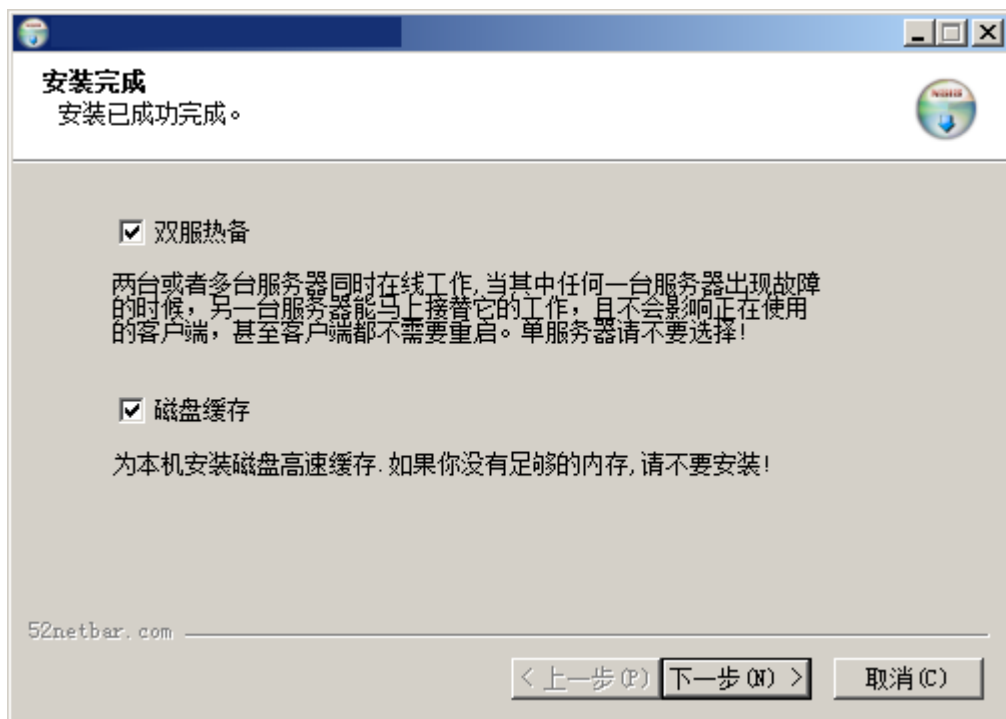 安装完成
安装已成功完成。
双服热备
两台或者多台服务器同时在线工作,当其中任何一台服务器出现故障
的时候，另一台服务器能马上接替它的工作，且不会影响正在使用
的客户端，甚至客户端都不需要重启。单服务器请不要选择!
磁盘缓存
为本机安装磁盘高速缓存.如果你没有足够的内存,请不要安装!
52netbar.com
< 上一步(P) 下一步(N) > 取消(C)